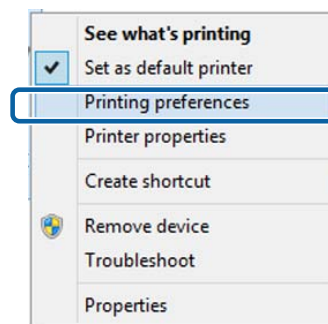 See what's printing
Set as default printer
Printing preferences
Printer properties
Create shortcut
Remove device
Troubleshoot
Properties